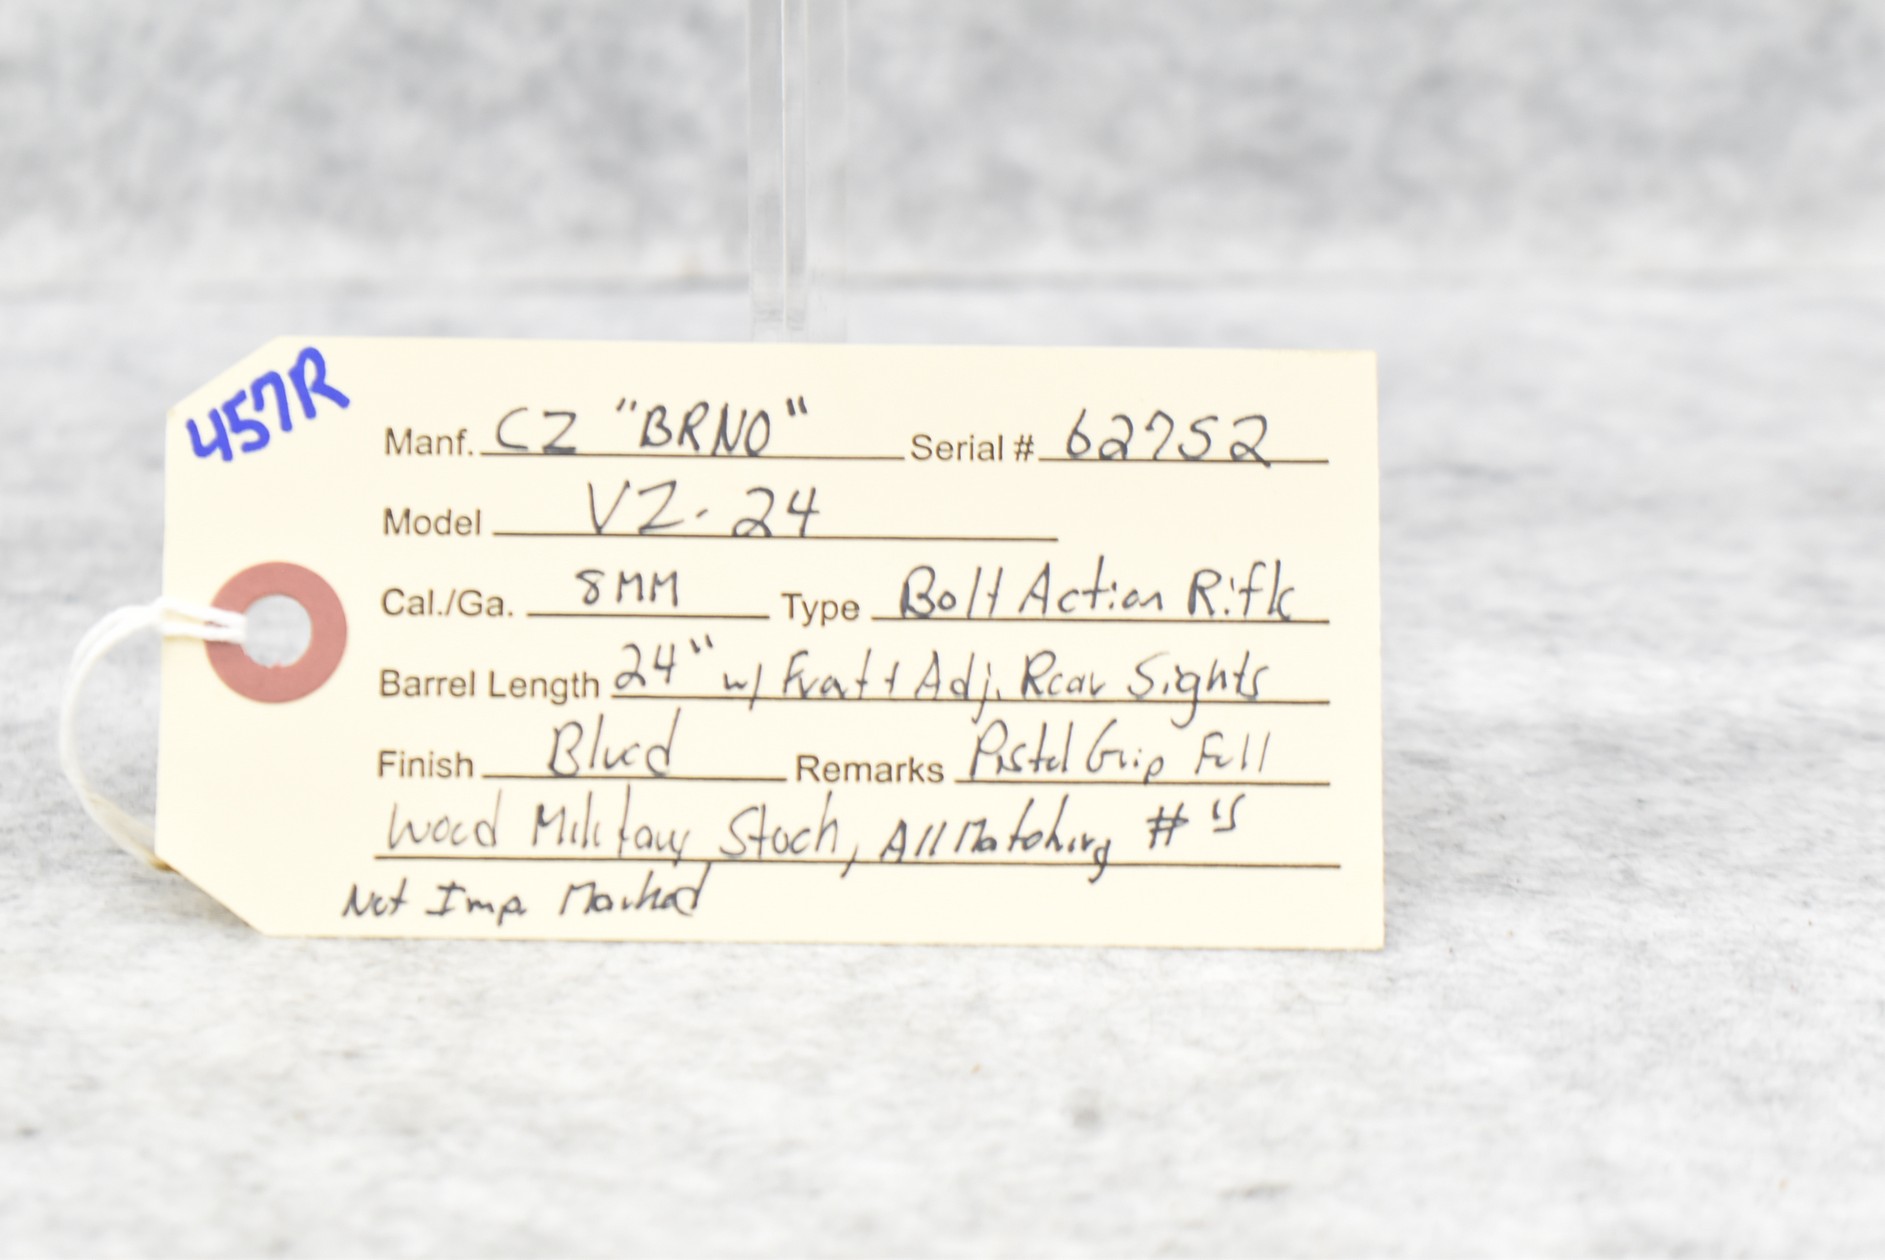 457R
Manf. CZ "BRNO" Serial # 62752
Model VZ-24
Cal./Ga. 8MM Type Bolt Action Rifle
Barrel Length 24" w/ Front + Adj. Rear Sights
Finish Blued Remarks Pistol Grip Full
Wood Military Stock, All Matching #'s
Not Imp Marked